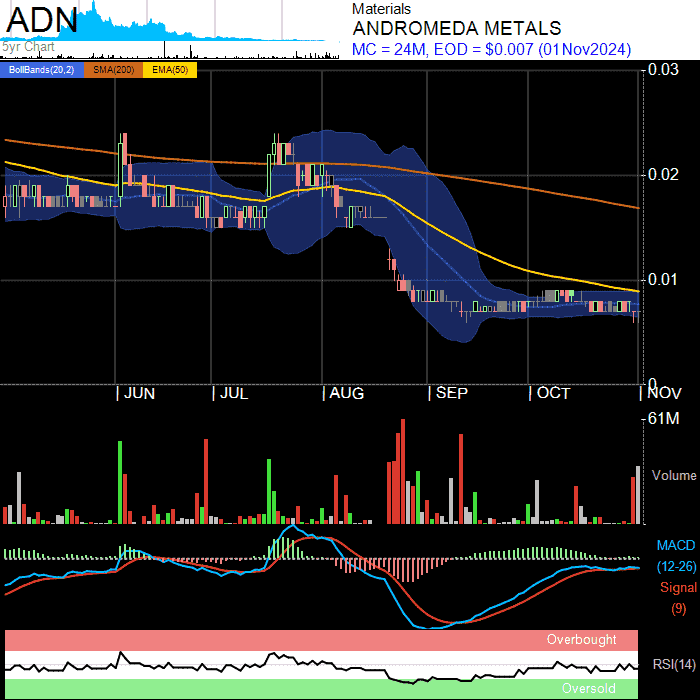 ADN
5yr Chart
Materials
ANDROMEDA METALS
MC = 24M, EOD = $0.007 (01Nov2024)
BollBands(20,2) SMA(200) EMA(50)
0.03
0.02
0.01
0
JUN JUL AUG SEP OCT NOV
61M
Volume
MACD
(12-26)
Signal
(9)
Overbought
RSI(14)
Oversold